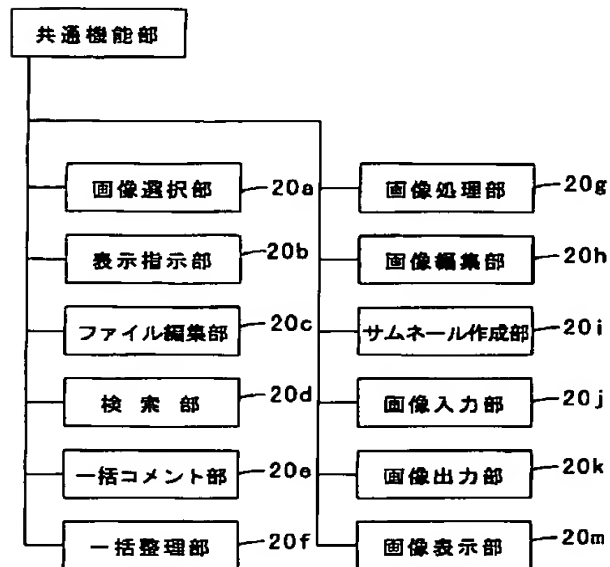 共通機能部
画像選択部 20a
表示指示部 20b
ファイル編集部 20c
検索部 20d
一括コメント部 20e
一括整理部 20f
画像処理部 20g
画像編集部 20h
サムネール作成部 20i
画像入力部 20j
画像出力部 20k
画像表示部 20m